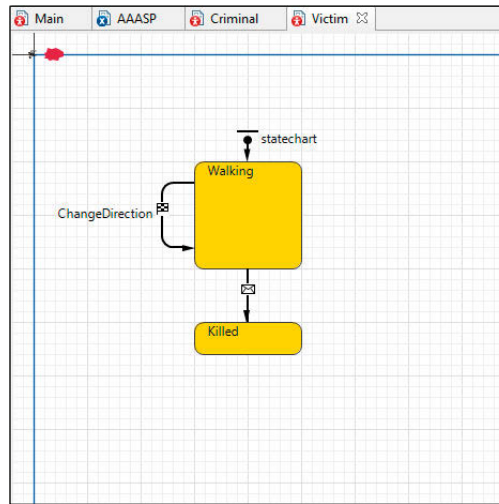 Main
AAASP
Criminal
Victim
statechart
Walking
ChangeDirection
Killed